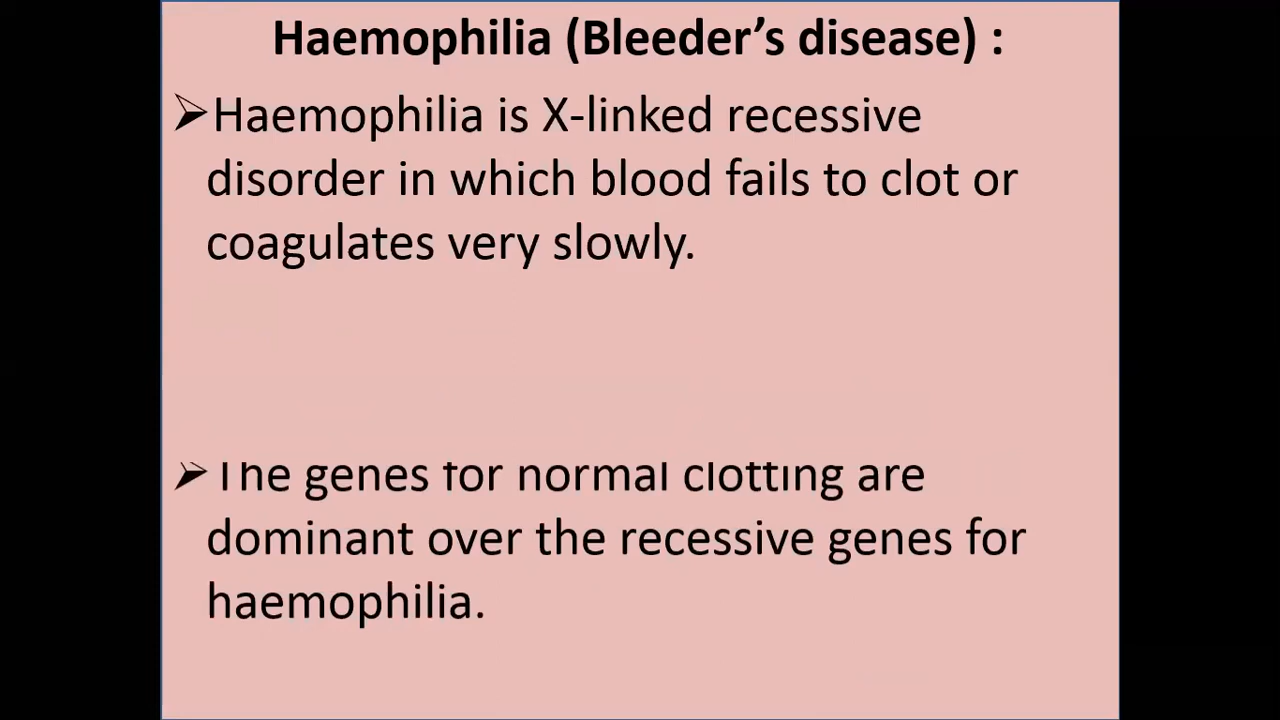 Haemophilia (Bleeder’s disease) :
➢Haemophilia is X-linked recessive
disorder in which blood fails to clot or
coagulates very slowly.
➢ The genes for normal clotting are
dominant over the recessive genes for
haemophilia.